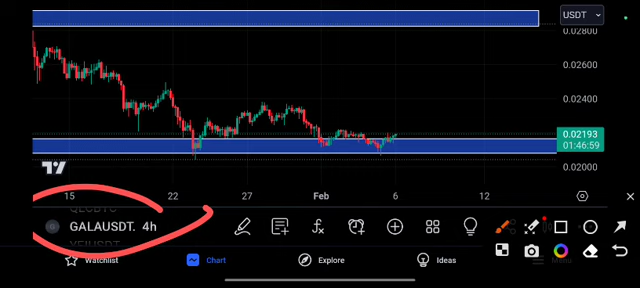 USDT
0.02800
0.02600
0.02400
0.02193
01:46:59
0.02000
15 22 27 Feb 6 12
GALAUSDT. 4h
Watchlist Chart Explore Ideas